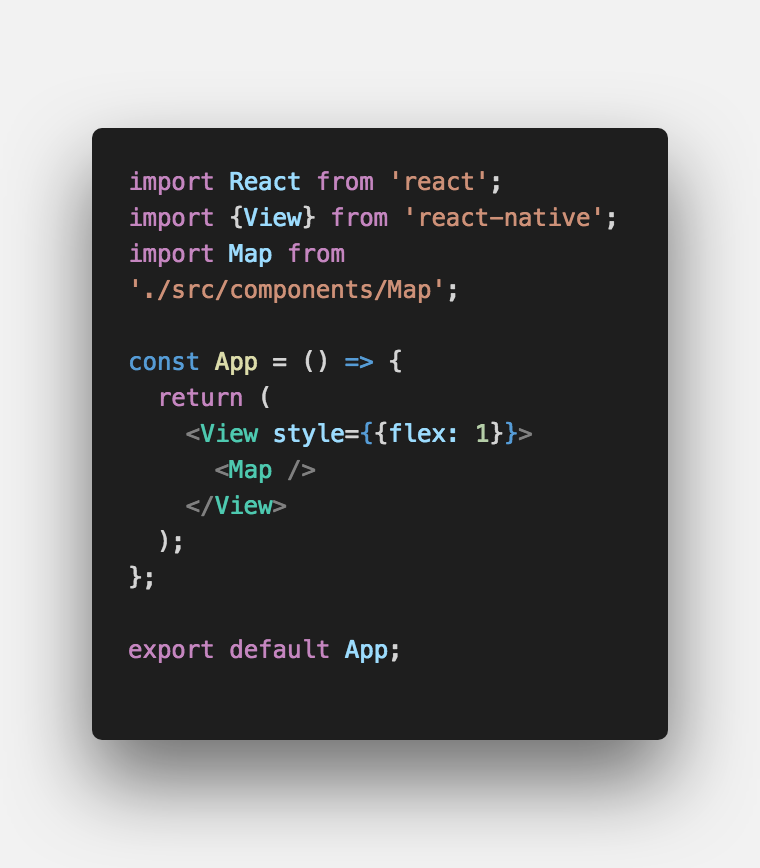 import React from 'react';
import {View} from 'react-native';
import Map from
'./src/components/Map';

const App = () => {
  return (
    <View style={{flex: 1}}>
      <Map />
    </View>
  );
};

export default App;